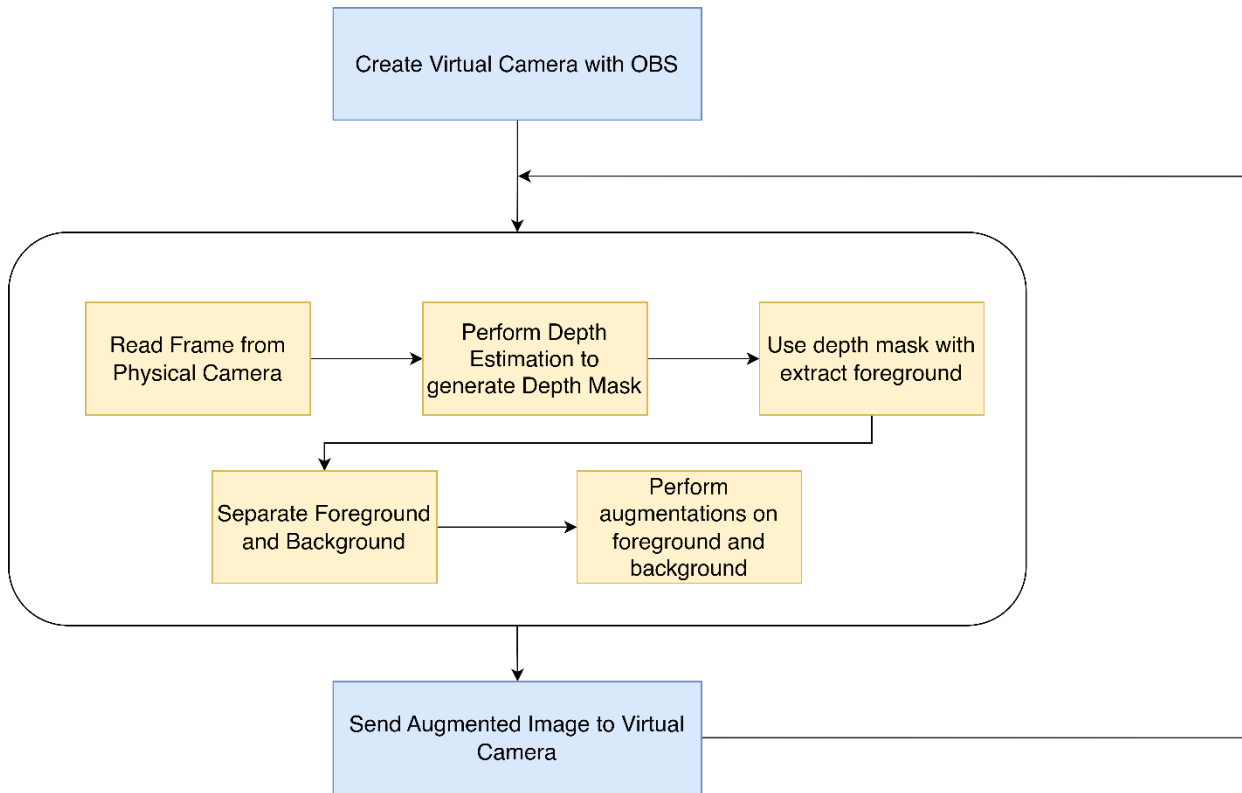 Create Virtual Camera with OBS
Read Frame from
Physical Camera
Perform Depth
Estimation to
generate Depth Mask
Use depth mask with
extract foreground
Separate Foreground
and Background
Perform
augmentations on
foreground and
background
Send Augmented Image to Virtual
Camera